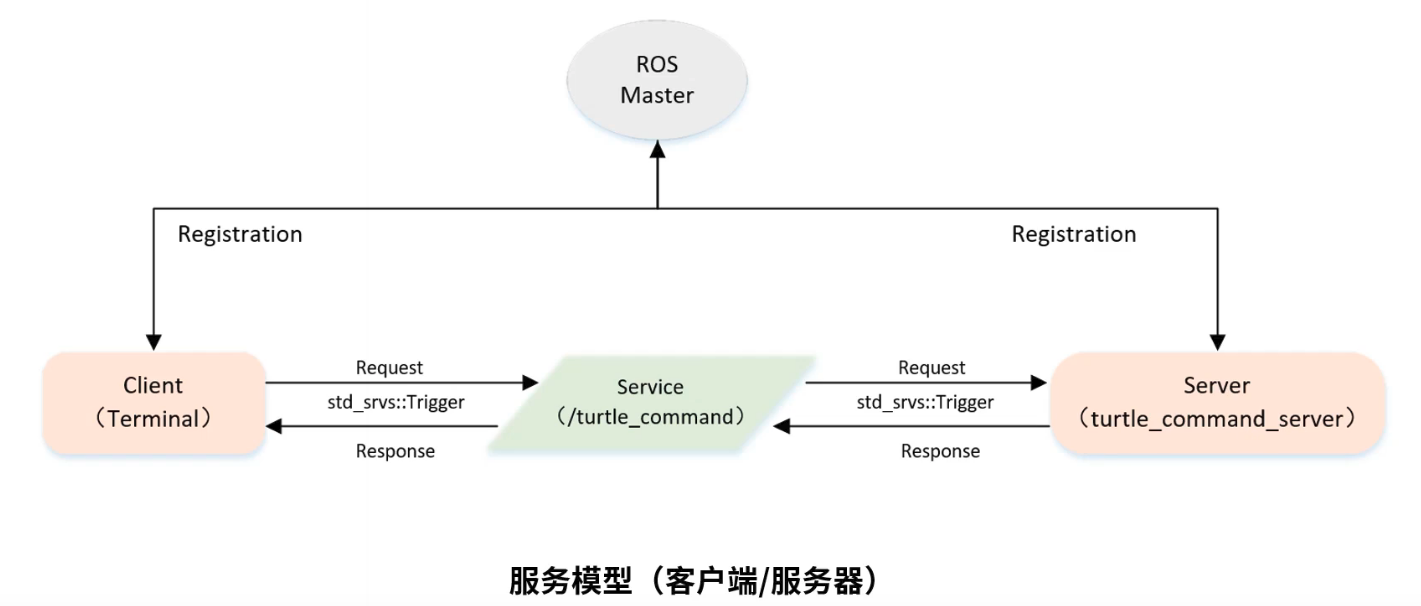 ROS
Master
Registration
Registration
Client
（Terminal）
Request
std_srvs::Trigger
Response
Service
（/turtle_command）
Request
std_srvs::Trigger
Response
Server
（turtle_command_server）
服务模型（客户端/服务器）